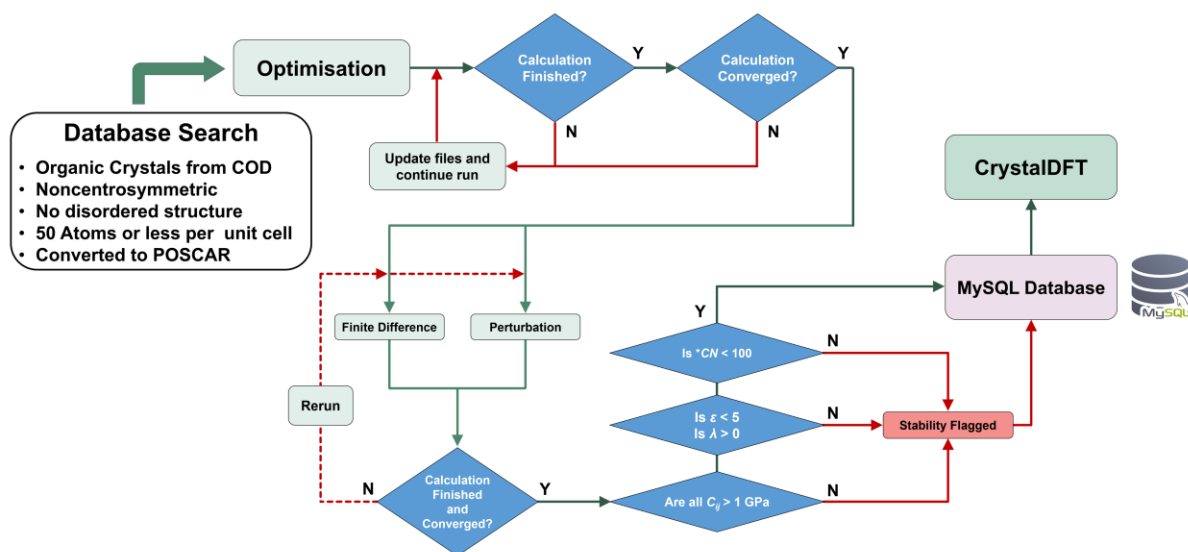 Database Search
• Organic Crystals from COD
• Noncentrosymmetric
• No disordered structure
• 50 Atoms or less per unit cell
• Converted to POSCAR
Optimisation
Calculation
Finished?
Y
N
Calculation
Converged?
Y
N
Update files and
continue run
Finite Difference
Perturbation
Rerun
Calculation
Finished
and
Converged?
N
Y
Are all Cij > 1 GPa
N
Is ε < 5
Is λ > 0
N
Is *CN < 100
N
Y
Stability Flagged
MySQL Database
MySQL
CrystalDFT